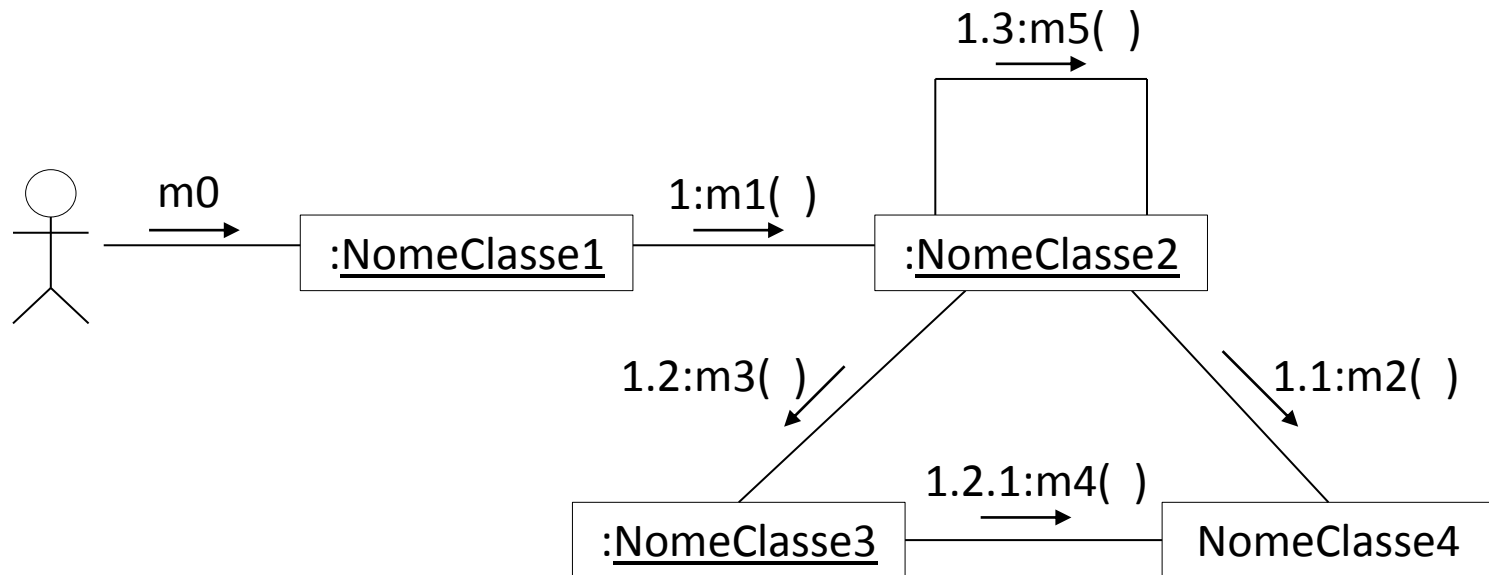 1.3:m5( )
m0
1:m1( )
:NomeClasse1
:NomeClasse2
1.2:m3( )
1.1:m2( )
1.2.1:m4( )
:NomeClasse3
NomeClasse4